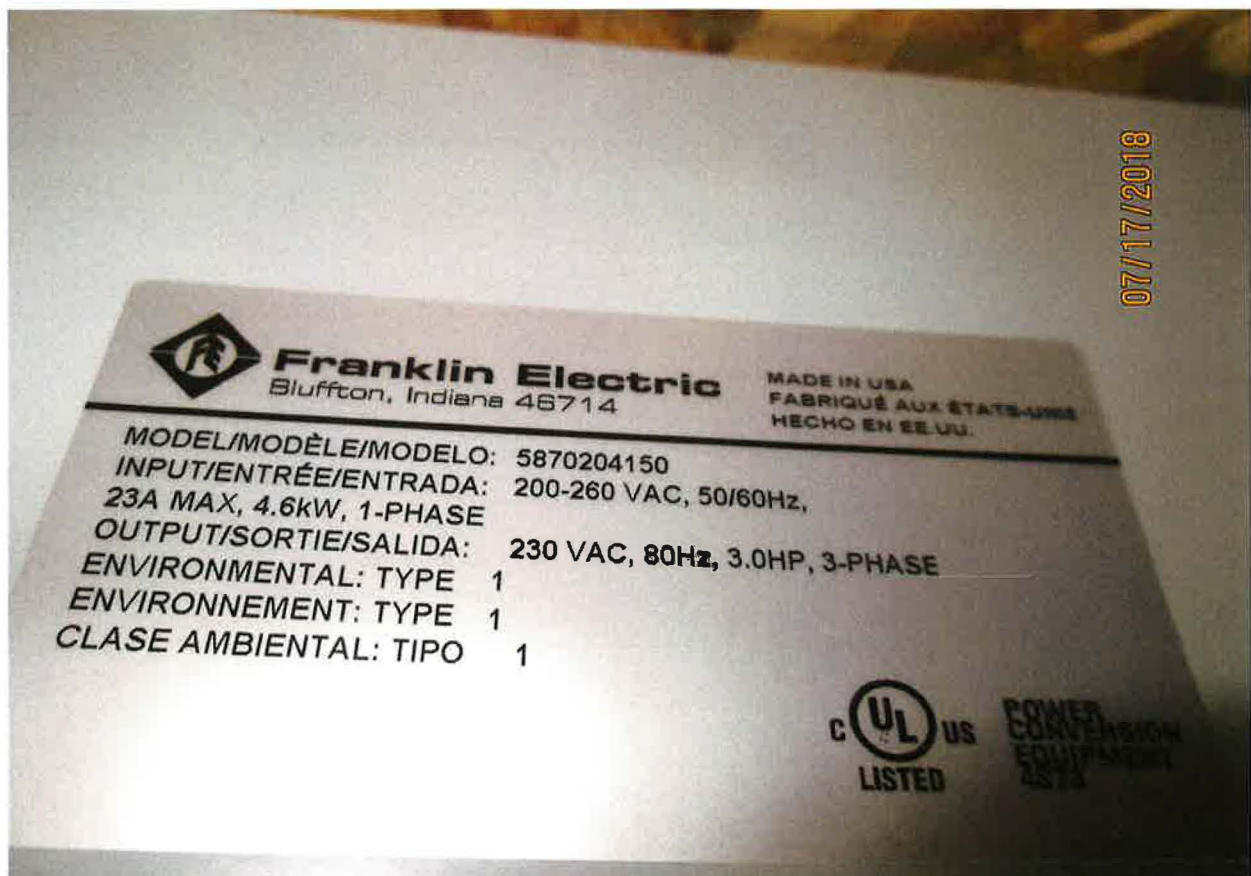 07/17/2018
Franklin Electric
Bluffton, Indiana 46714
MADE IN USA
FABRIQUÉ AUX ÉTATS-UNIS
HECHO EN EE.UU.
MODEL/MODÈLE/MODELO: 5870204150
INPUT/ENTRÉE/ENTRADA: 200-260 VAC, 50/60Hz,
23A MAX, 4.6kW, 1-PHASE
OUTPUT/SORTIE/SALIDA: 230 VAC, 80Hz, 3.0HP, 3-PHASE
ENVIRONMENTAL: TYPE 1
ENVIRONNEMENT: TYPE 1
CLASE AMBIENTAL: TIPO 1
C UL US
LISTED
POWER
CONVERSION
EQUIPMENT